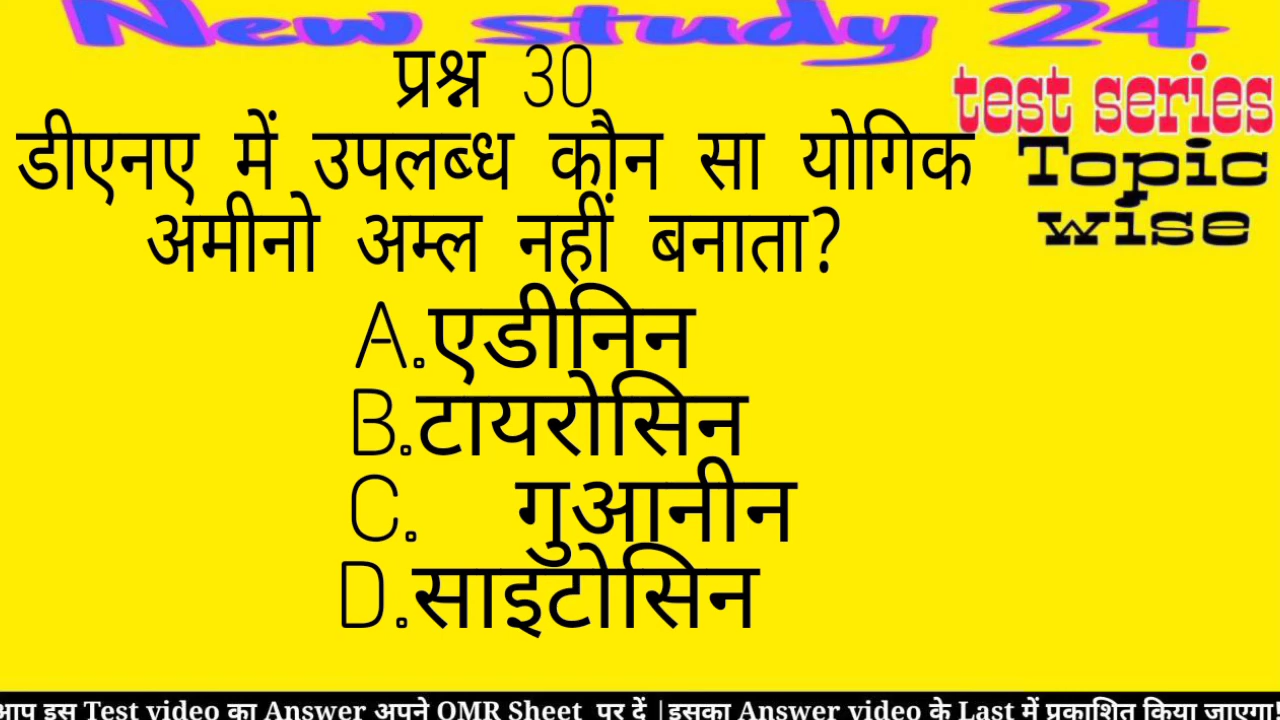 New study 24
प्रश्न 30
test series
Topic
wise
डीएनए में उपलब्ध कौन सा योगिक
अमीनो अम्ल नहीं बनाता?
A.एडीनिन
B.टायरोसिन
C. गुआनीन
D.साइटोसिन
आप इस Test video का Answer अपने OMR Sheet पर दें |इसका Answer video के Last में प्रकाशित किया जाएगा!